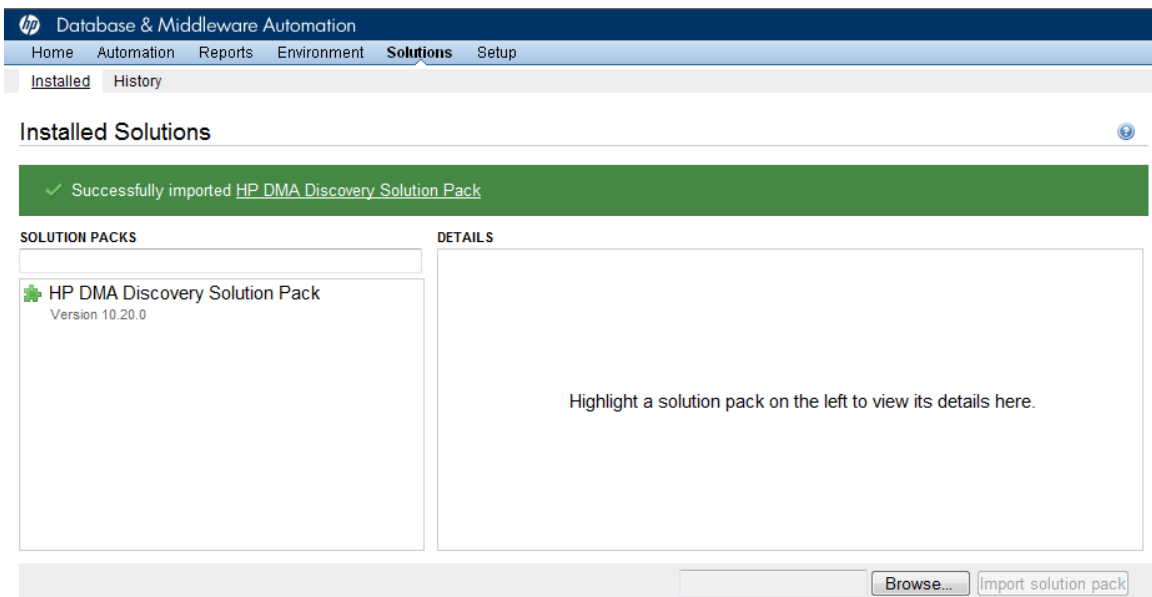 hp Database & Middleware Automation
Home Automation Reports Environment Solutions Setup
Installed History
Installed Solutions
?
Successfully imported HP DMA Discovery Solution Pack
SOLUTION PACKS
DETAILS
HP DMA Discovery Solution Pack
Version 10.20.0
Highlight a solution pack on the left to view its details here.
Browse... Import solution pack